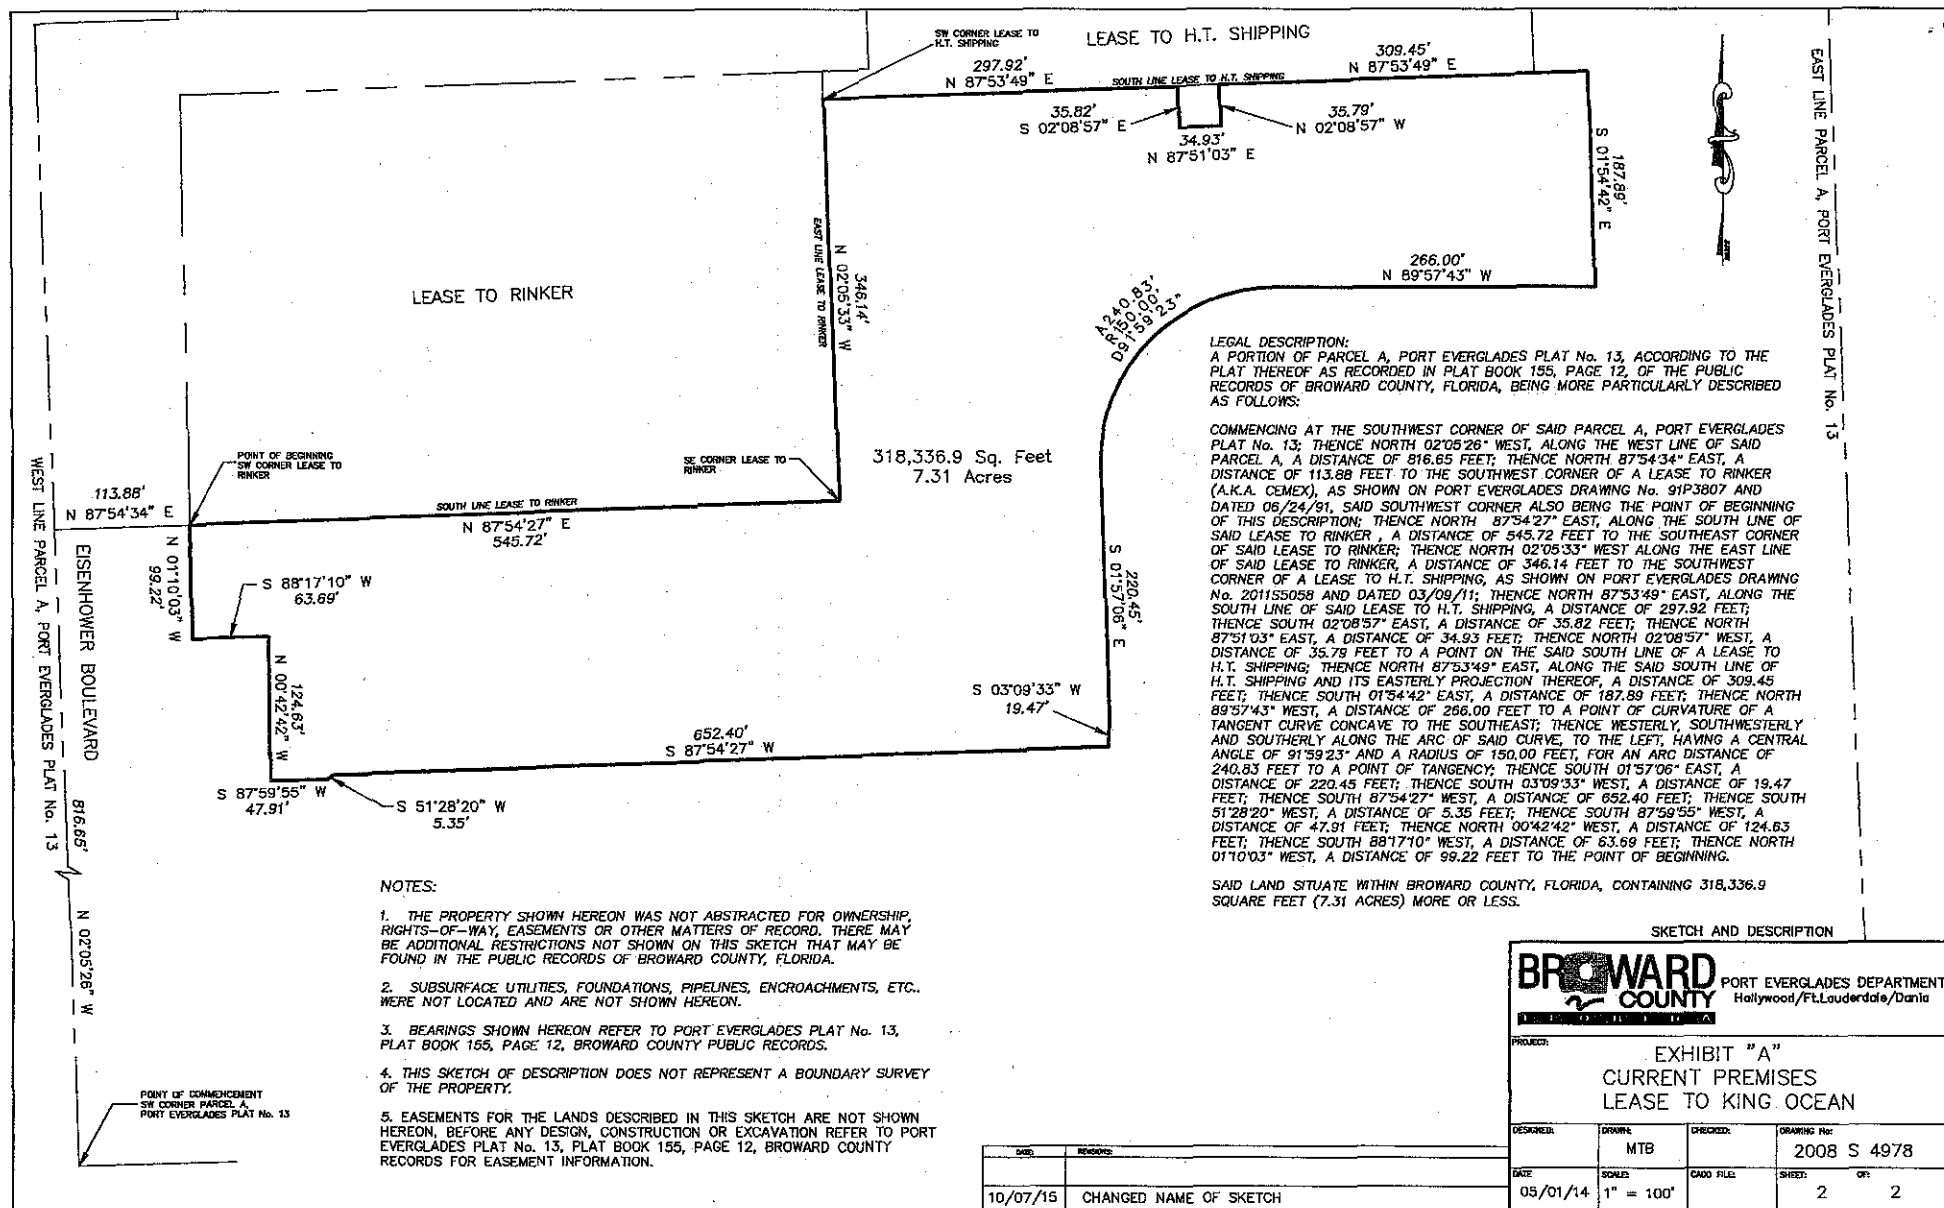 SW CORNER LEASE TO
H.T. SHIPPING
LEASE TO H.T. SHIPPING
297.92'
N 87°53'49" E
SOUTH LINE LEASE TO H.T. SHIPPING
309.45'
N 87°53'49" E
35.82'
S 02°08'57" E
35.79'
N 02°08'57" W
34.93'
N 87°51'03" E
187.89'
S 01°54'42" E
EAST LINE PARCEL A, PORT EVERGLADES PLAT No. 13
266.00'
N 89°57'43" W
A240.83'
R150.00'
D91°59'23"
LEASE TO RINKER
EAST LINE LEASE TO RINKER
346.14'
N 02°05'33" W
POINT OF BEGINNING
SW CORNER LEASE TO
RINKER
SE CORNER LEASE TO
RINKER
318,336.9 Sq. Feet
7.31 Acres
113.88'
N 87°54'34" E
SOUTH LINE LEASE TO RINKER
N 87°54'27" E
545.72'
WEST LINE PARCEL A, PORT EVERGLADES PLAT No. 13
EISENHOWER BOULEVARD
N 01°10'03" W
99.22'
S 88°17'10" W
63.69'
124.63'
N 00°42'42" W
220.45'
S 01°57'06" E
S 03°09'33" W
19.47'
652.40'
S 87°54'27" W
S 87°59'55" W
47.91'
S 51°28'20" W
5.35'
816.65'
N 02°05'26" W
POINT OF COMMENCEMENT
SW CORNER PARCEL A,
PORT EVERGLADES PLAT No. 13
LEGAL DESCRIPTION:
A PORTION OF PARCEL A, PORT EVERGLADES PLAT No. 13, ACCORDING TO THE
PLAT THEREOF AS RECORDED IN PLAT BOOK 155, PAGE 12, OF THE PUBLIC
RECORDS OF BROWARD COUNTY, FLORIDA, BEING MORE PARTICULARLY DESCRIBED
AS FOLLOWS:
COMMENCING AT THE SOUTHWEST CORNER OF SAID PARCEL A, PORT EVERGLADES
PLAT No. 13; THENCE NORTH 02°05'26" WEST, ALONG THE WEST LINE OF SAID
PARCEL A, A DISTANCE OF 816.65 FEET; THENCE NORTH 87°54'34" EAST, A
DISTANCE OF 113.88 FEET TO THE SOUTHWEST CORNER OF A LEASE TO RINKER
(A.K.A. CEMEX), AS SHOWN ON PORT EVERGLADES DRAWING No. 91P3807 AND
DATED 06/24/91, SAID SOUTHWEST CORNER ALSO BEING THE POINT OF BEGINNING
OF THIS DESCRIPTION; THENCE NORTH 87°54'27" EAST, ALONG THE SOUTH LINE OF
SAID LEASE TO RINKER , A DISTANCE OF 545.72 FEET TO THE SOUTHEAST CORNER
OF SAID LEASE TO RINKER; THENCE NORTH 02°05'33" WEST ALONG THE EAST LINE
OF SAID LEASE TO RINKER, A DISTANCE OF 346.14 FEET TO THE SOUTHWEST
CORNER OF A LEASE TO H.T. SHIPPING, AS SHOWN ON PORT EVERGLADES DRAWING
No. 2011S5058 AND DATED 03/09/11; THENCE NORTH 87°53'49" EAST, ALONG THE
SOUTH LINE OF SAID LEASE TO H.T. SHIPPING, A DISTANCE OF 297.92 FEET;
THENCE SOUTH 02°08'57" EAST, A DISTANCE OF 35.82 FEET; THENCE NORTH
87°51'03" EAST, A DISTANCE OF 34.93 FEET; THENCE NORTH 02°08'57" WEST, A
DISTANCE OF 35.79 FEET TO A POINT ON THE SAID SOUTH LINE OF A LEASE TO
H.T. SHIPPING; THENCE NORTH 87°53'49" EAST, ALONG THE SAID SOUTH LINE OF
H.T. SHIPPING AND ITS EASTERLY PROJECTION THEREOF, A DISTANCE OF 309.45
FEET; THENCE SOUTH 01°54'42" EAST, A DISTANCE OF 187.89 FEET; THENCE NORTH
89°57'43" WEST, A DISTANCE OF 266.00 FEET TO A POINT OF CURVATURE OF A
TANGENT CURVE CONCAVE TO THE SOUTHEAST; THENCE WESTERLY, SOUTHWESTERLY
AND SOUTHERLY ALONG THE ARC OF SAID CURVE, TO THE LEFT, HAVING A CENTRAL
ANGLE OF 91°59'23" AND A RADIUS OF 150.00 FEET, FOR AN ARC DISTANCE OF
240.83 FEET TO A POINT OF TANGENCY; THENCE SOUTH 01°57'06" EAST, A
DISTANCE OF 220.45 FEET; THENCE SOUTH 03°09'33" WEST, A DISTANCE OF 19.47
FEET; THENCE SOUTH 87°54'27" WEST, A DISTANCE OF 652.40 FEET; THENCE SOUTH
51°28'20" WEST, A DISTANCE OF 5.35 FEET; THENCE SOUTH 87°59'55" WEST, A
DISTANCE OF 47.91 FEET; THENCE NORTH 00°42'42" WEST, A DISTANCE OF 124.63
FEET; THENCE SOUTH 88°17'10" WEST, A DISTANCE OF 63.69 FEET; THENCE NORTH
01°10'03" WEST, A DISTANCE OF 99.22 FEET TO THE POINT OF BEGINNING.
SAID LAND SITUATE WITHIN BROWARD COUNTY, FLORIDA, CONTAINING 318,336.9
SQUARE FEET (7.31 ACRES) MORE OR LESS.
NOTES:
1. THE PROPERTY SHOWN HEREON WAS NOT ABSTRACTED FOR OWNERSHIP,
RIGHTS-OF-WAY, EASEMENTS OR OTHER MATTERS OF RECORD. THERE MAY
BE ADDITIONAL RESTRICTIONS NOT SHOWN ON THIS SKETCH THAT MAY BE
FOUND IN THE PUBLIC RECORDS OF BROWARD COUNTY, FLORIDA.
2. SUBSURFACE UTILITIES, FOUNDATIONS, PIPELINES, ENCROACHMENTS, ETC..
WERE NOT LOCATED AND ARE NOT SHOWN HEREON.
3. BEARINGS SHOWN HEREON REFER TO PORT EVERGLADES PLAT No. 13,
PLAT BOOK 155, PAGE 12, BROWARD COUNTY PUBLIC RECORDS.
4. THIS SKETCH OF DESCRIPTION DOES NOT REPRESENT A BOUNDARY SURVEY
OF THE PROPERTY.
5. EASEMENTS FOR THE LANDS DESCRIBED IN THIS SKETCH ARE NOT SHOWN
HEREON, BEFORE ANY DESIGN, CONSTRUCTION OR EXCAVATION REFER TO PORT
EVERGLADES PLAT No. 13, PLAT BOOK 155, PAGE 12, BROWARD COUNTY
RECORDS FOR EASEMENT INFORMATION.
SKETCH AND DESCRIPTION
BROWARD
COUNTY
FLORIDA
PORT EVERGLADES DEPARTMENT
Hollywood/Ft.Lauderdale/Dania
PROJECT:
EXHIBIT "A"
CURRENT PREMISES
LEASE TO KING OCEAN
DESIGNED:
DRAWN:
MTB
CHECKED:
DRAWING No:
2008 S 4978
DATE
05/01/14
SCALE:
1" = 100'
CADD FILE:
SHEET:
2
OF:
2
DATE:
REVISIONS:
10/07/15
CHANGED NAME OF SKETCH